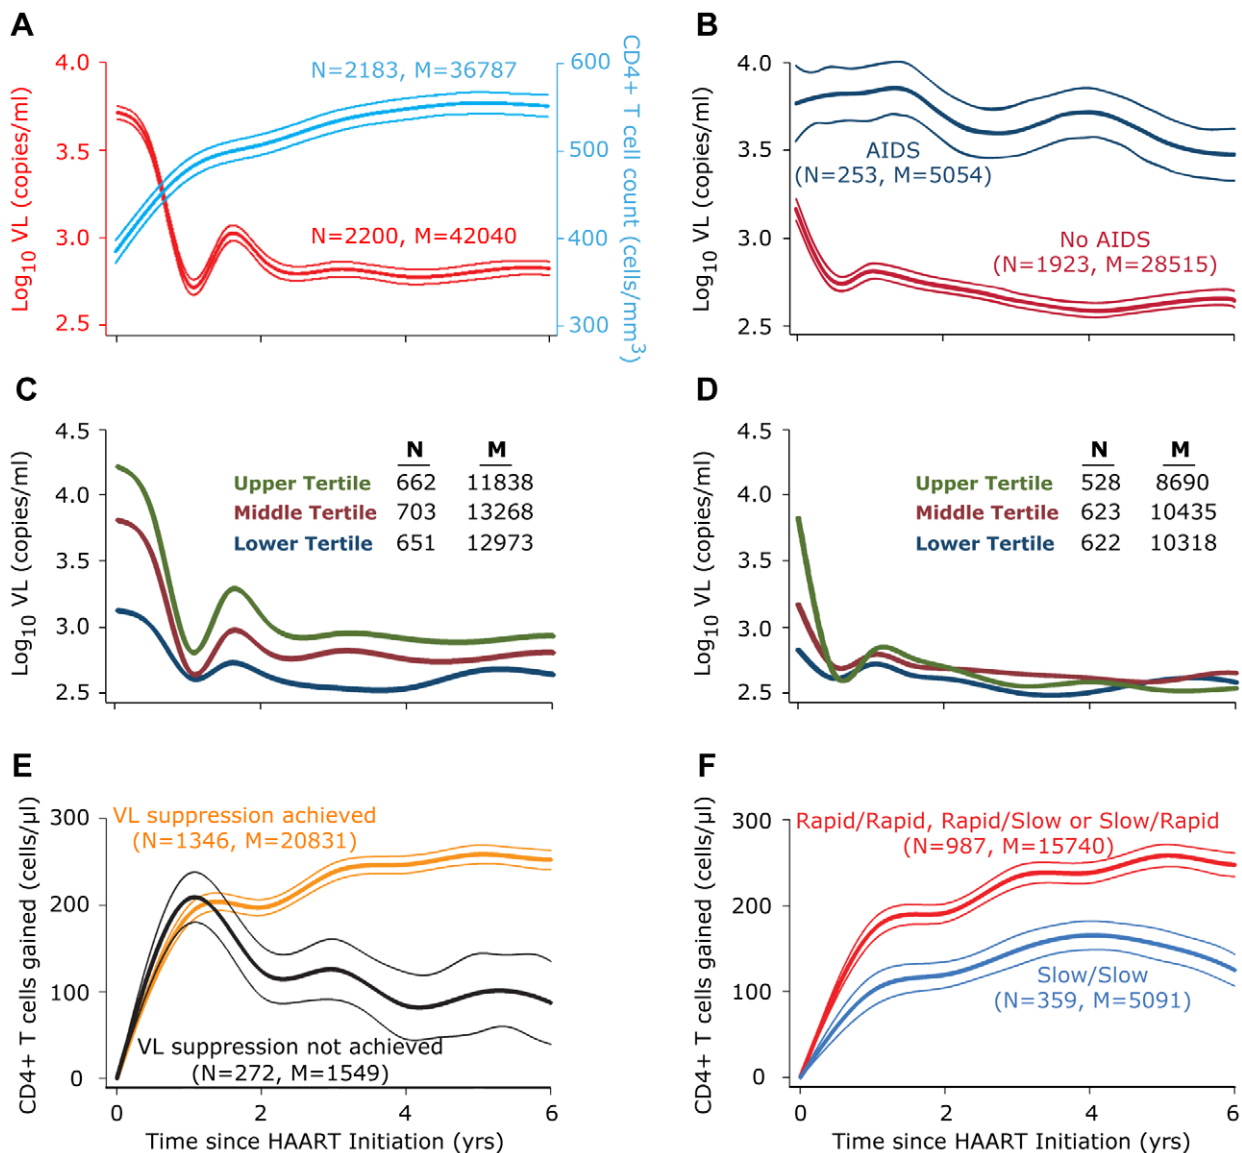 A
Log10 VL (copies/ml)
4.0
3.5
3.0
2.5
N=2183, M=36787
N=2200, M=42040
600
500
400
300
CD4+ T cell count (cells/mm3)
B
Log10 VL (copies/ml)
4.0
3.5
3.0
2.5
AIDS
(N=253, M=5054)
No AIDS
(N=1923, M=28515)
C
Log10 VL (copies/ml)
4.5
4.0
3.5
3.0
2.5
N M
Upper Tertile 662 11838
Middle Tertile 703 13268
Lower Tertile 651 12973
D
Log10 VL (copies/ml)
4.5
4.0
3.5
3.0
2.5
N M
Upper Tertile 528 8690
Middle Tertile 623 10435
Lower Tertile 622 10318
E
CD4+ T cells gained (cells/µl)
300
200
100
0
VL suppression achieved
(N=1346, M=20831)
VL suppression not achieved
(N=272, M=1549)
0 2 4 6
Time since HAART Initiation (yrs)
F
CD4+ T cells gained (cells/µl)
300
200
100
0
Rapid/Rapid, Rapid/Slow or Slow/Rapid
(N=987, M=15740)
Slow/Slow
(N=359, M=5091)
0 2 4 6
Time since HAART Initiation (yrs)